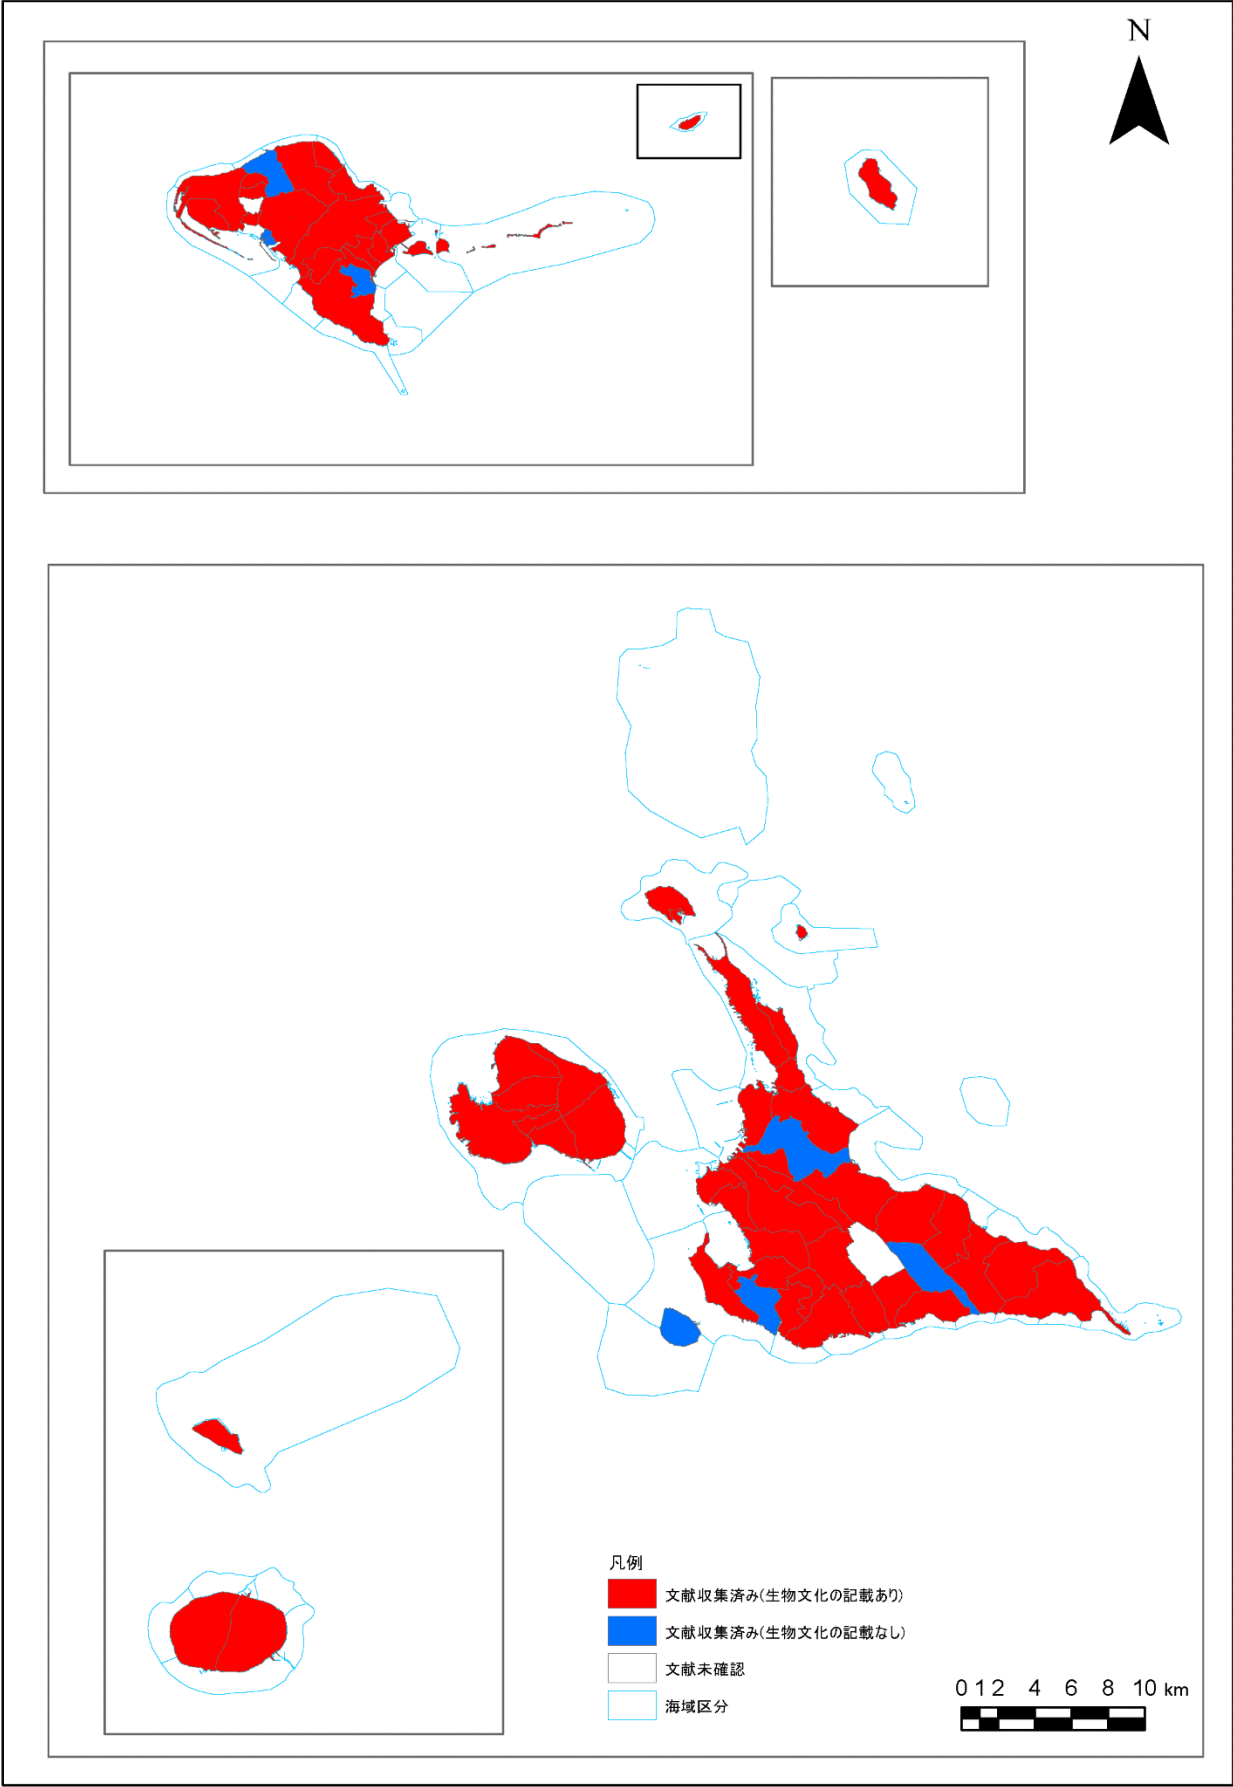 N
凡例
文献収集済み(生物文化の記載あり)
文献収集済み(生物文化の記載なし)
文献未確認
海域区分
0 1 2 4 6 8 10 km